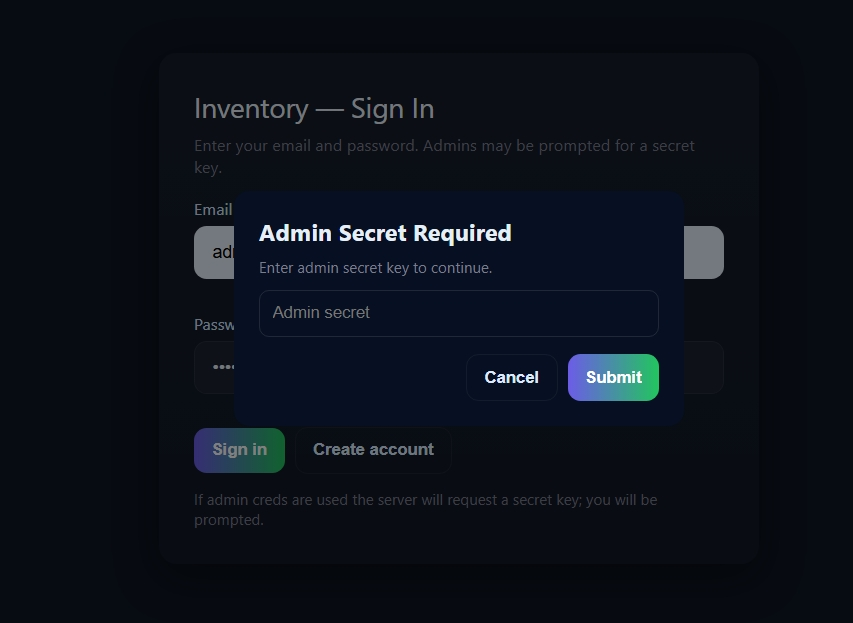 Inventory — Sign In
Enter your email and password. Admins may be prompted for a secret
key.
Email
Admin Secret Required
Enter admin secret key to continue.
Admin secret
Cancel
Submit
Sign in
Create account
If admin creds are used the server will request a secret key; you will be
prompted.